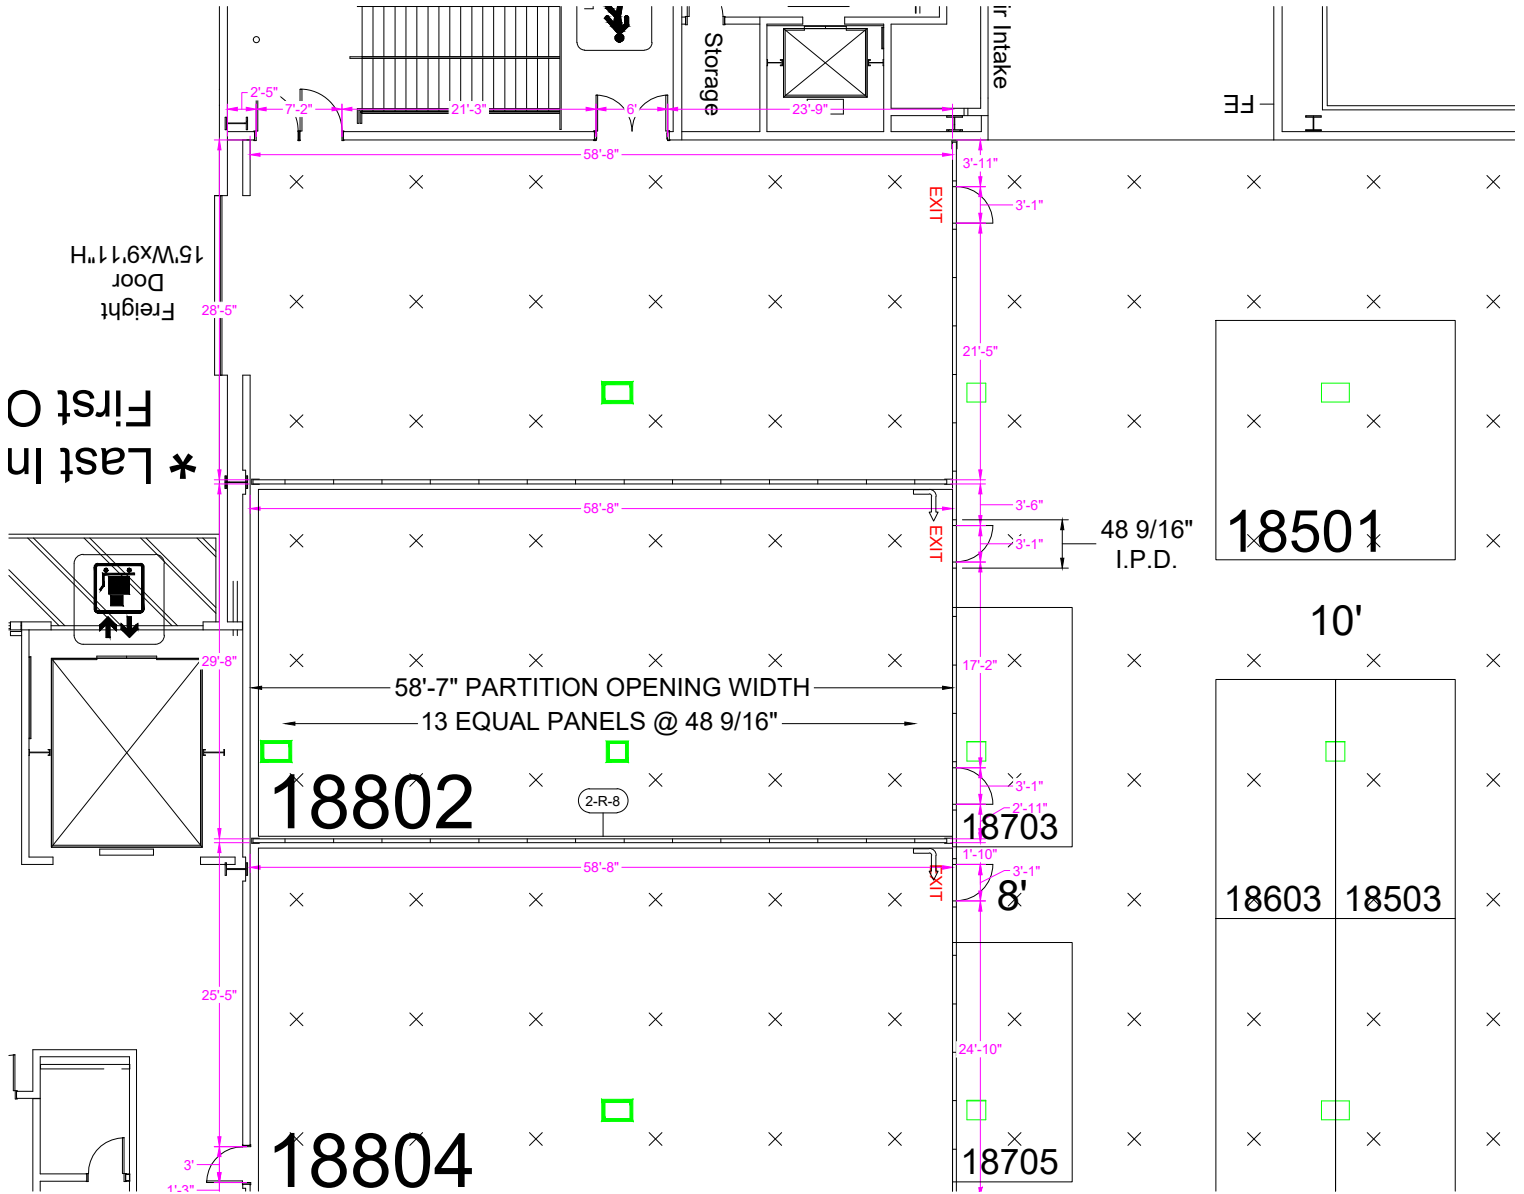 Storage
ir Intake
FE
2'-5"
7'-2"
21'-3"
6'
23'-9"
58'-8"
3'-11"
EXIT
3'-1"
15'Wx9'11"H
Door
Freight
28'-5"
21'-5"
First O
* Last In
58'-8"
3'-6"
EXIT
3'-1"
48 9/16"
I.P.D.
18501
10'
29'-8"
17'-2"
58'-7" PARTITION OPENING WIDTH
13 EQUAL PANELS @ 48 9/16"
18802
2-R-8
3'-1"
2'-11"
18703
58'-8"
1'-10"
EXIT
3'-1"
8'
18603
18503
25'-5"
24'-10"
18804
18705
3'
1'-3"